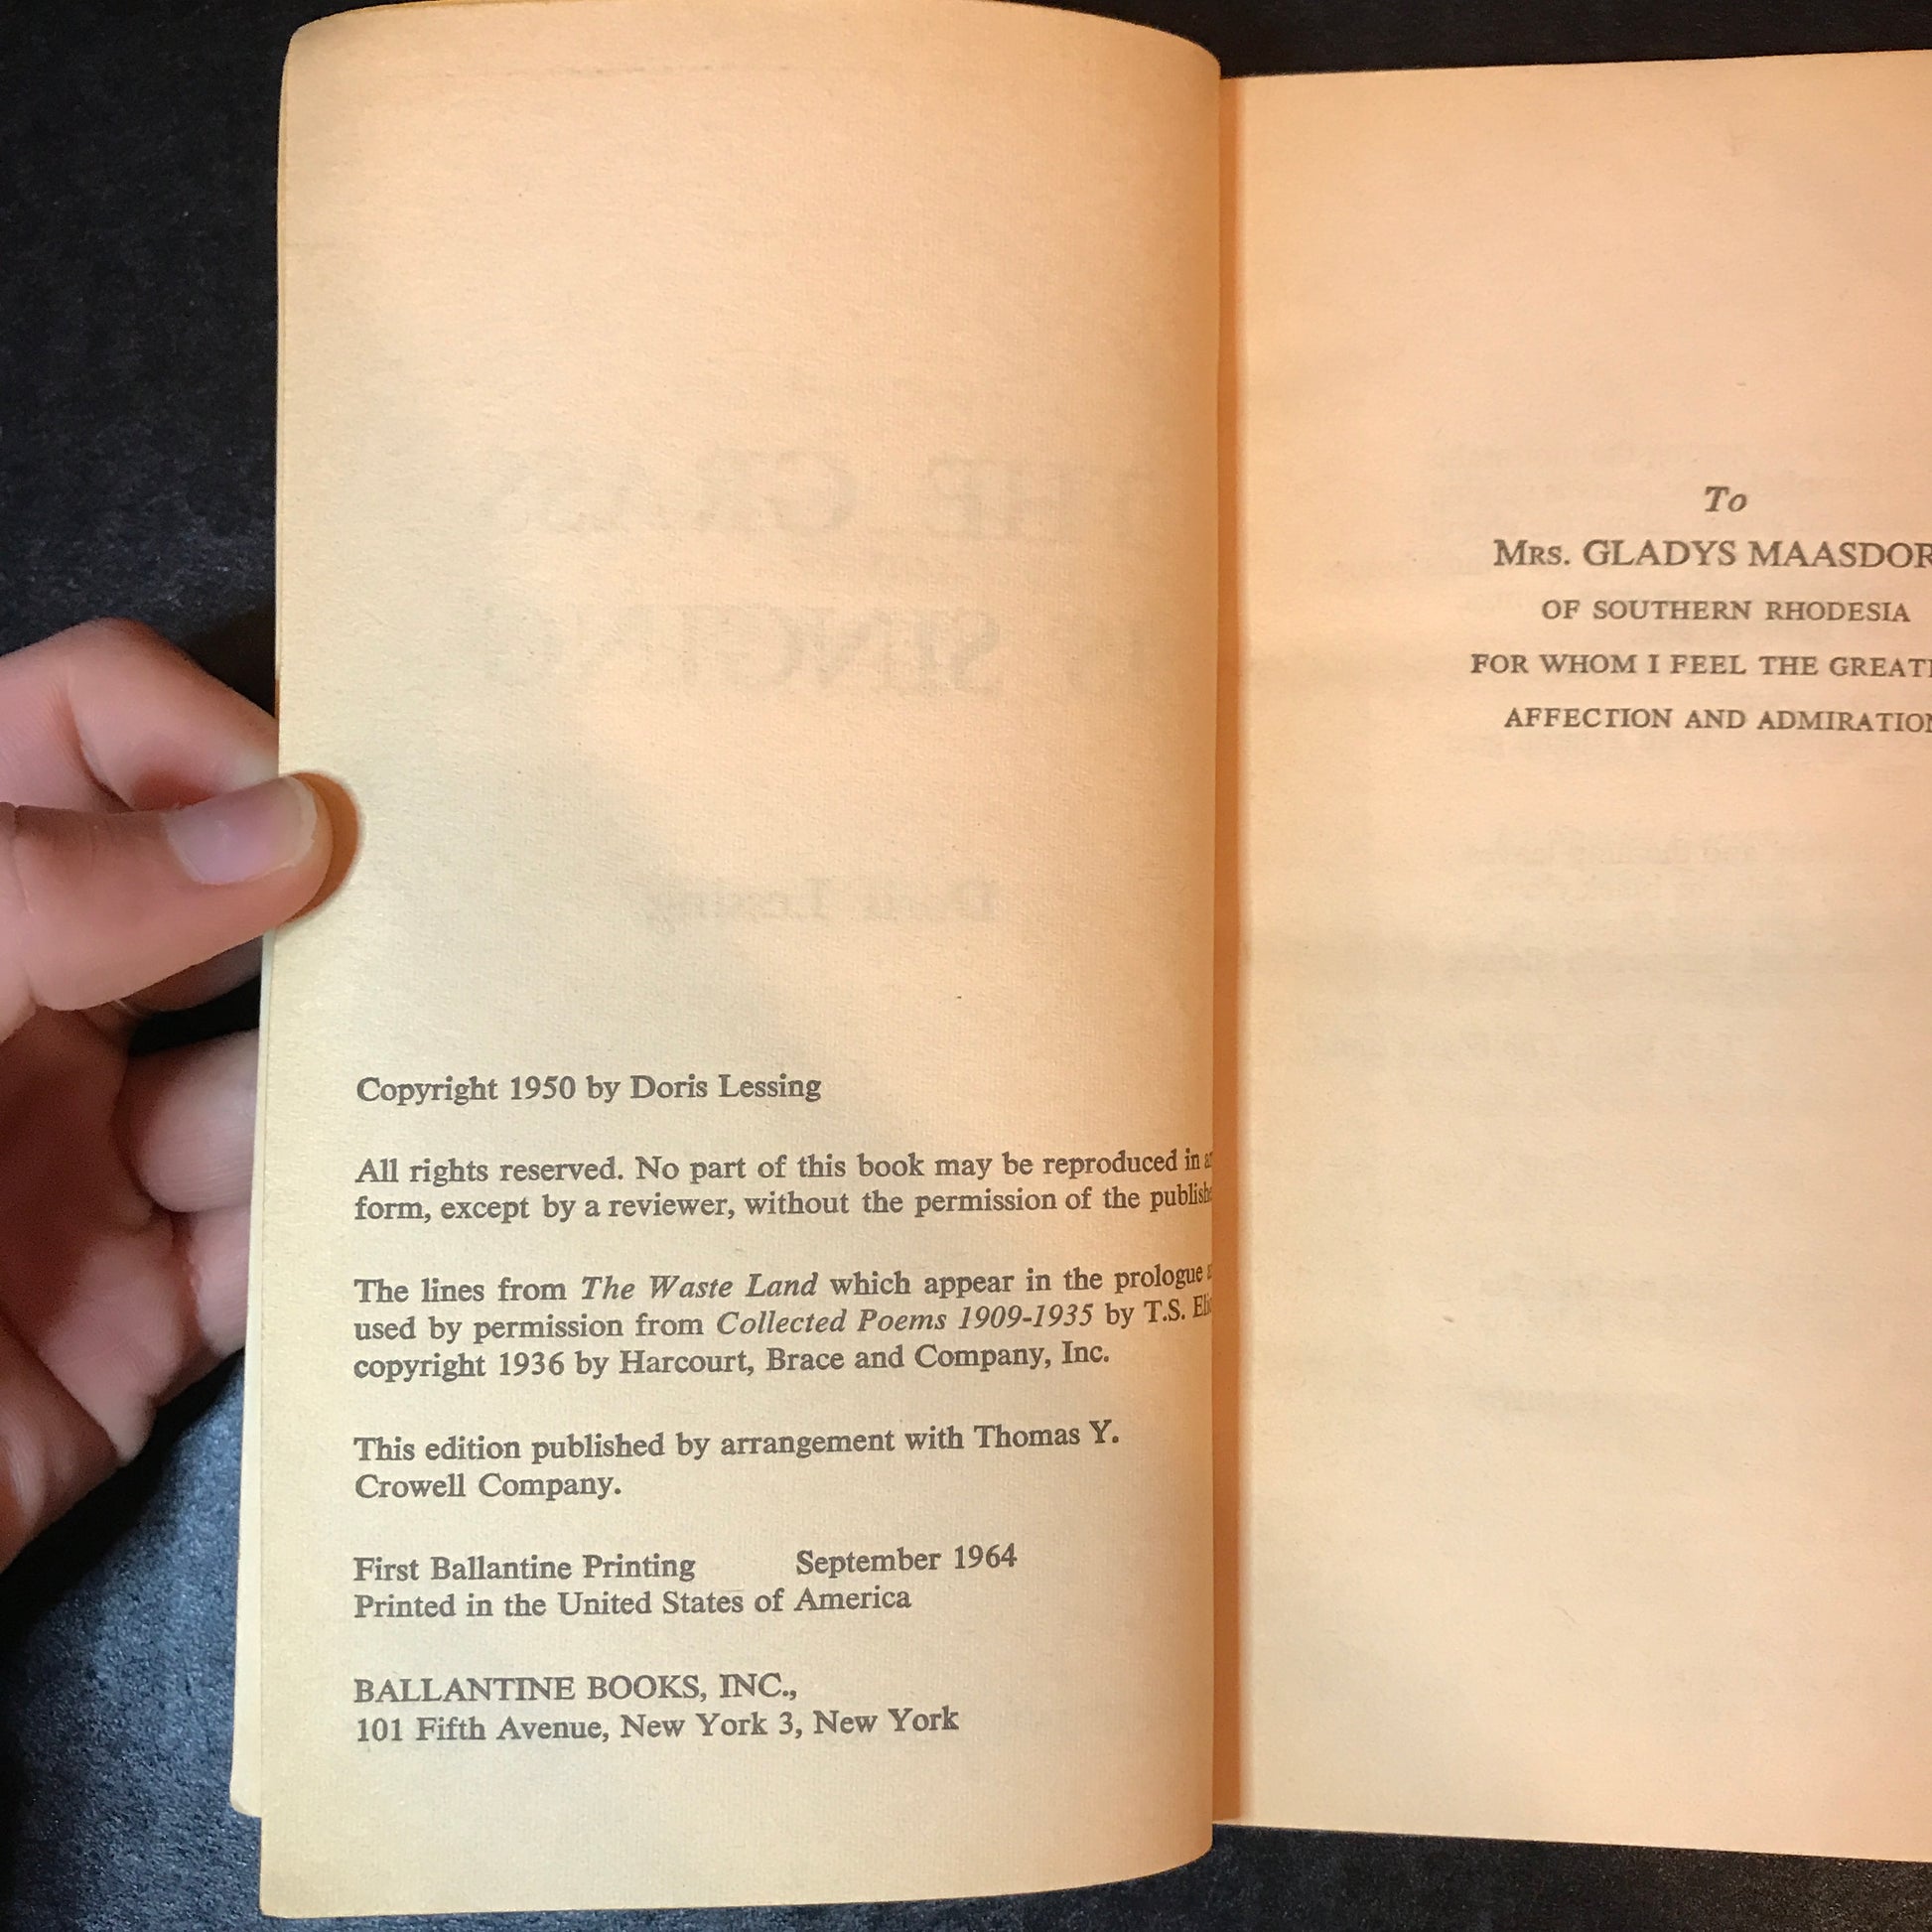 Copyright 1950 by Doris Lessing
All rights reserved. No part of this book may be reproduced in
form, except by a reviewer, without the permission of the
The lines from The Waste Land which appear in the prologue
used by permission from Collected Poems 1909-1935 by T.S.
copyright 1936 by Harcourt, Brace and Company, Inc.
This edition published by arrangement with Thomas Y.
Crowell Company.
First Ballantine Printing September 1964
Printed in the United States of America
BALLANTINE BOOKS, INC.,
101 Fifth Avenue, New York 3, New York
To
MRS. GLADYS MAASDOR
OF SOUTHERN RHODESIA
FOR WHOM I FEEL THE
AFFECTION AND ADMIRATION